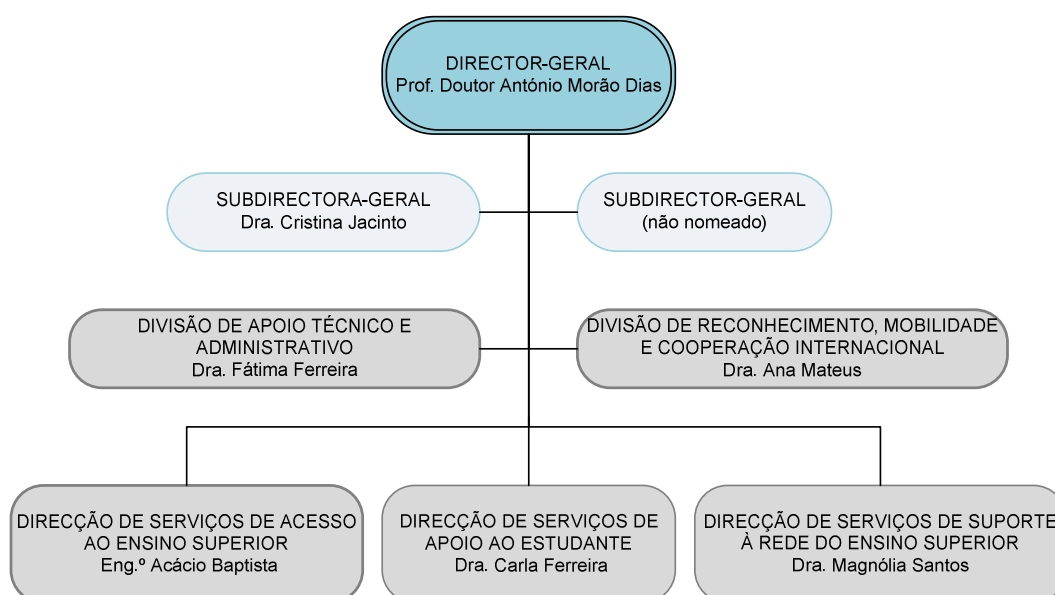 DIRECTOR-GERAL
Prof. Doutor António Morão Dias
SUBDIRECTORA-GERAL
Dra. Cristina Jacinto
SUBDIRECTOR-GERAL
(não nomeado)
DIVISÃO DE APOIO TÉCNICO E
ADMINISTRATIVO
Dra. Fátima Ferreira
DIVISÃO DE RECONHECIMENTO, MOBILIDADE
E COOPERAÇÃO INTERNACIONAL
Dra. Ana Mateus
DIRECÇÃO DE SERVIÇOS DE ACESSO
AO ENSINO SUPERIOR
Eng.º Acácio Baptista
DIRECÇÃO DE SERVIÇOS DE
APOIO AO ESTUDANTE
Dra. Carla Ferreira
DIRECÇÃO DE SERVIÇOS DE SUPORTE
À REDE DO ENSINO SUPERIOR
Dra. Magnólia Santos